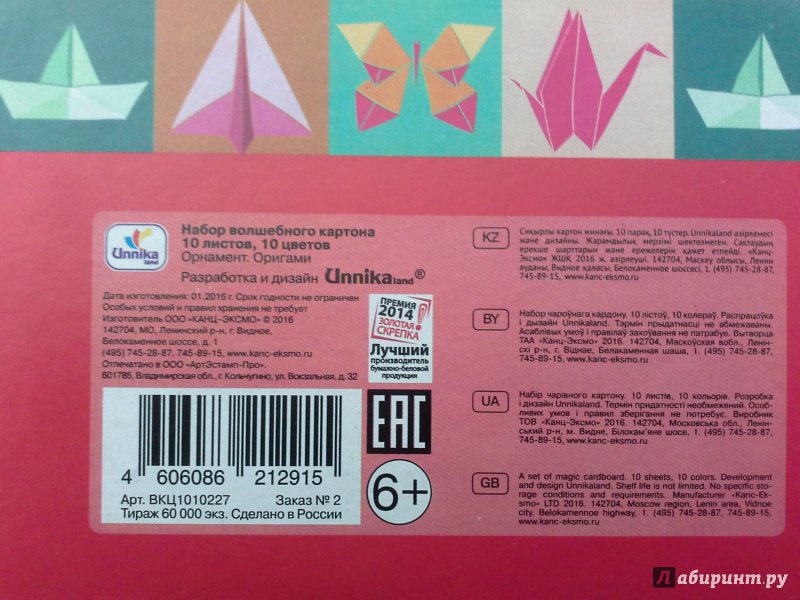 Unnika
land
Набор волшебного картона
10 листов, 10 цветов
Орнамент. Оригами
Разработка и дизайн Unnikaland®
Дата изготовления: 01.2016 г. Срок годности не ограничен
Особых условий и правил хранения не требует
Изготовитель ООО «КАНЦ-ЭКСМО» © 2016
142704, МО, Ленинский р-н, г. Видное,
Белокаменное шоссе, д. 1
(495) 745-28-87, 745-89-15, www.kanc-eksmo.ru
Отпечатано в ООО «АртЭстамп-Про».
601785, Владимирская обл., г. Кольчугино, ул. Вокзальная, д. 32
ПРЕМИЯ
2014
ЗОЛОТАЯ
СКРЕПКА
Лучший
производитель
бумажно-беловой
продукции
EAC
6+
4 606086 212915
Арт. ВКЦ1010227 Заказ № 2
Тираж 60 000 экз. Сделано в России
KZ
Сиқырлы картон жинағы. 10 парақ, 10 түстер. Unnikaland әзірлемесі
және дизайны. Жарамдылық мерзімі шектелмеген. Сақтаудың
ерекше шарттарын және ережелерін қажет етпейді. «Канц-
Эксмо» ЖШҚ 2016 ж. әзірлеуші. 142704, Маскеу облысы, Ленин
ауданы, Видное қаласы, Белокаменное шоссесі, 1. (495) 745-28-87,
745-89-15, www.kanc-eksmo.ru
BY
Набор чароўнага кардону. 10 лістоў, 10 колераў. Распрацоўка
і дызайн Unnikaland. Тэрмін прыдатнасці не абмежаваны.
Асаблівых умоў і правілаў захоўвання не патрабуе. Вытворца
ТАА «Канц-Эксмо» 2016. 142704, Маскоўская вобл., Ленін-
скі р-н, г. Віднае, Белакаменная шаша, 1. (495) 745-28-87,
745-89-15, www.kanc-eksmo.ru
UA
Набір чарівного картону. 10 листів, 10 кольорів. Розробка
і дизайн Unnikaland. Термін придатності необмежений. Особ-
ливих умов і правил зберігання не потребує. Виробник
ТОВ «Канц-Эксмо» 2016. 142704, Московська обл., Ленін-
ський р-н, м. Видне, Білокам'яне шосе, 1. (495) 745-28-87,
745-89-15, www.kanc-eksmo.ru
GB
A set of magic cardboard. 10 sheets, 10 colors. Development
and design Unnikaland. Shelf life is not limited. No specific sto-
rage conditions and requirements. Manufacturer «Kanc-Ek-
smo» LTD 2016. 142704, Moscow region, Lenin area, Vidnoe
city, Belokamennoe highway, 1. (495) 745-28-87, 745-89-15,
www.kanc-eksmo.ru
Лабиринт.ру